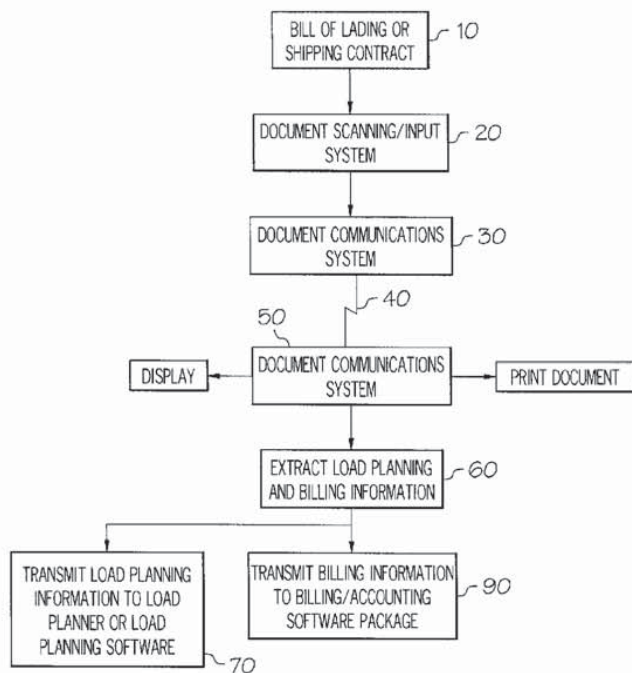 BILL OF LADING OR
SHIPPING CONTRACT
10
DOCUMENT SCANNING/INPUT
SYSTEM
20
DOCUMENT COMMUNICATIONS
SYSTEM
30
40
50
DISPLAY
DOCUMENT COMMUNICATIONS
SYSTEM
PRINT DOCUMENT
EXTRACT LOAD PLANNING
AND BILLING INFORMATION
60
TRANSMIT LOAD PLANNING
INFORMATION TO LOAD
PLANNER OR LOAD
PLANNING SOFTWARE
70
TRANSMIT BILLING INFORMATION
TO BILLING/ACCOUNTING
SOFTWARE PACKAGE
90